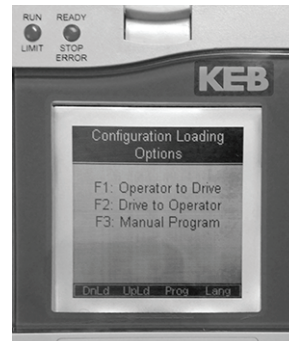 RUN READY
LIMIT STOP
ERROR
KEB
Configuration Loading
Options
F1: Operator to Drive
F2: Drive to Operator
F3: Manual Program
DnLd UpLd Prog Lang